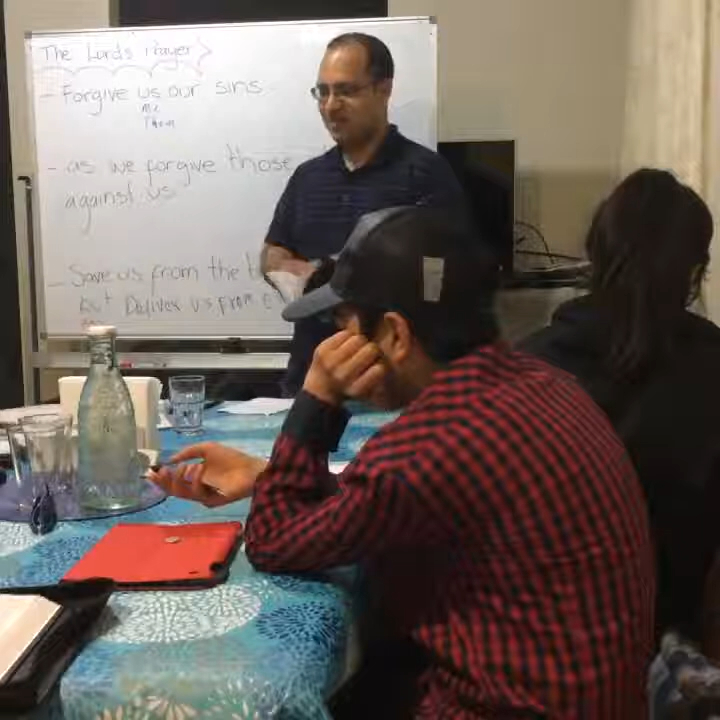 The Lords Prayer
- Forgive us our sins
me
Them
- as we forgive those
against us
- Save us from the
but Deliver us from